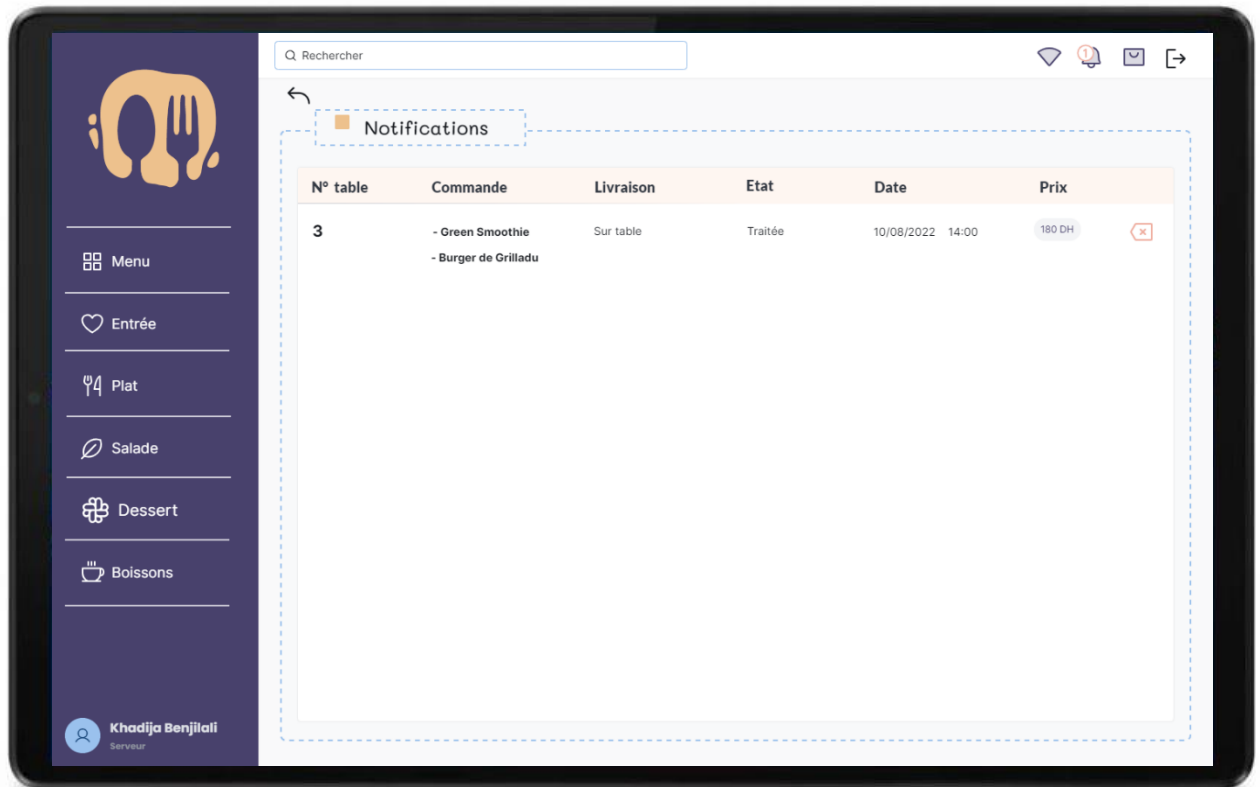 Rechercher
1
Notifications
N° table Commande Livraison Etat Date Prix
3 - Green Smoothie Sur table Traitée 10/08/2022 14:00 180 DH
- Burger de Grilladu
Menu
Entrée
Plat
Salade
Dessert
Boissons
Khadija Benjilali
Serveur